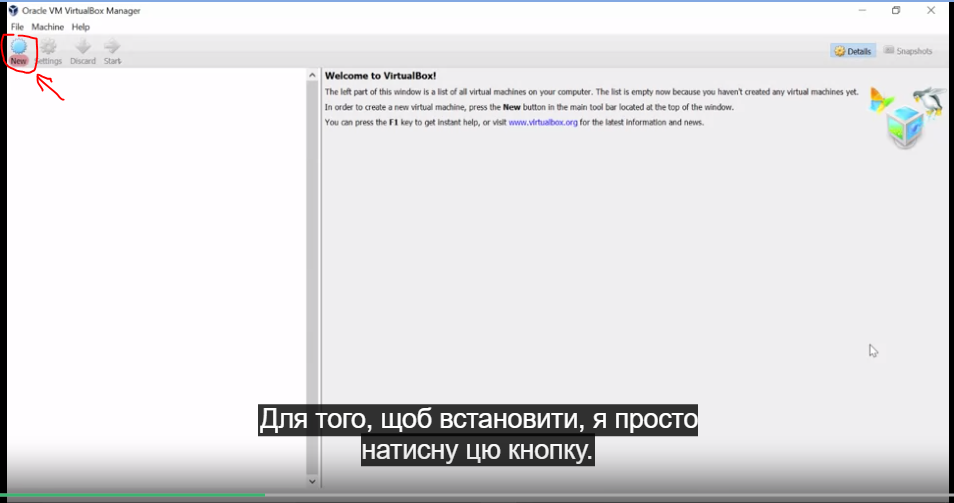 Oracle VM VirtualBox Manager
File Machine Help
New Settings Discard Start
Details Snapshots
Welcome to VirtualBox!
The left part of this window is a list of all virtual machines on your computer. The list is empty now because you haven't created any virtual machines yet.
In order to create a new virtual machine, press the New button in the main tool bar located at the top of the window.
You can press the F1 key to get instant help, or visit www.virtualbox.org for the latest information and news.
Для того, щоб встановити, я просто
натисну цю кнопку.